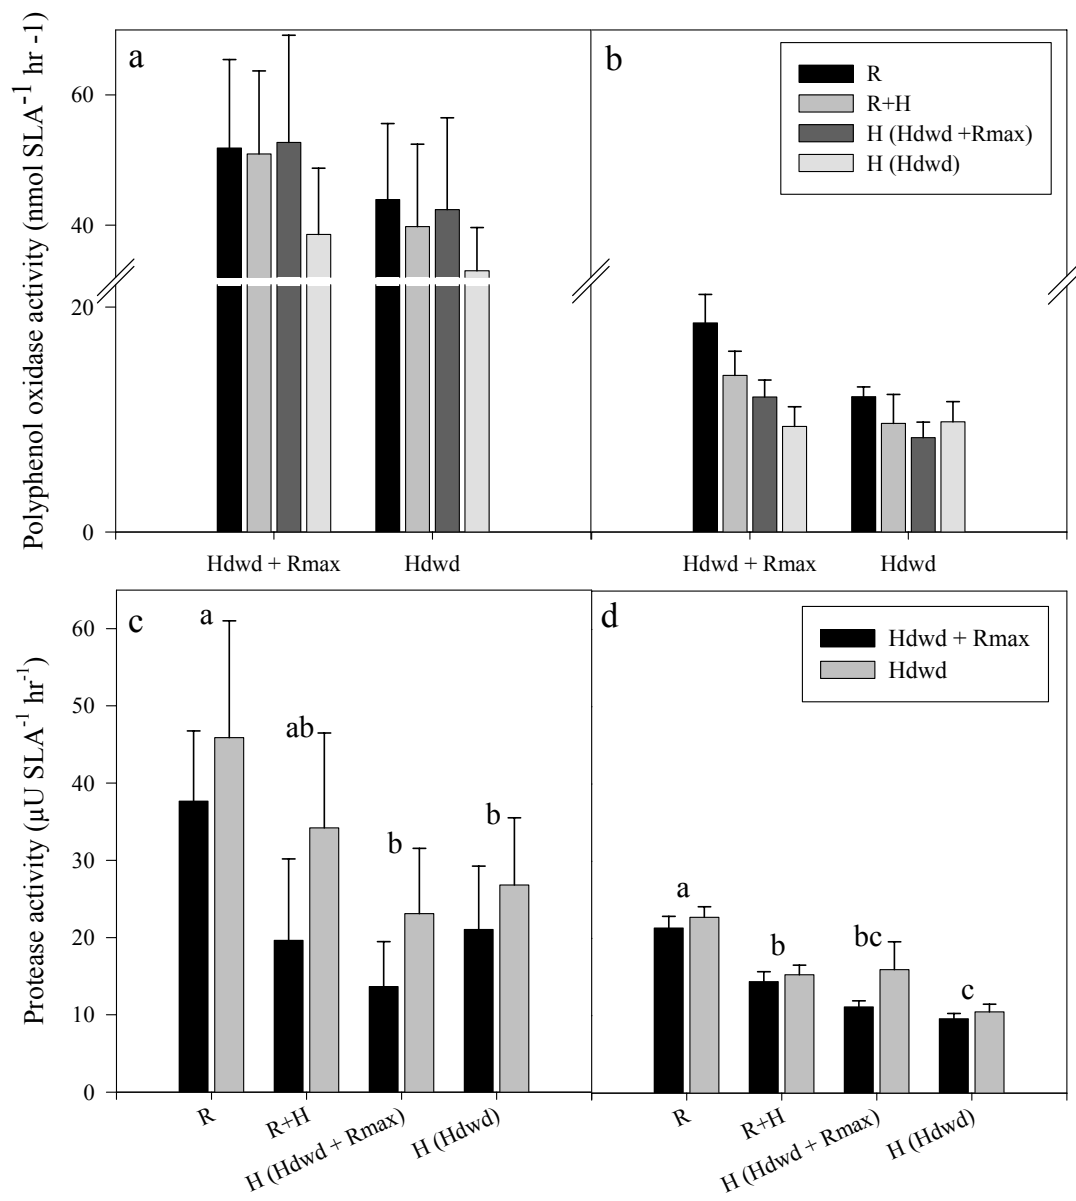 Polyphenol oxidase activity (nmol SLA⁻¹ hr -1)
a
b
60
40
20
0
R
R+H
H (Hdwd +Rmax)
H (Hdwd)
Hdwd + Rmax
Hdwd
Hdwd + Rmax
Hdwd
Protease activity (μU SLA⁻¹ hr⁻¹)
c
d
60
50
40
30
20
10
0
a
ab
b
b
Hdwd + Rmax
Hdwd
a
b
bc
c
R
R+H
H (Hdwd + Rmax)
H (Hdwd)
R
R+H
H (Hdwd + Rmax)
H (Hdwd)